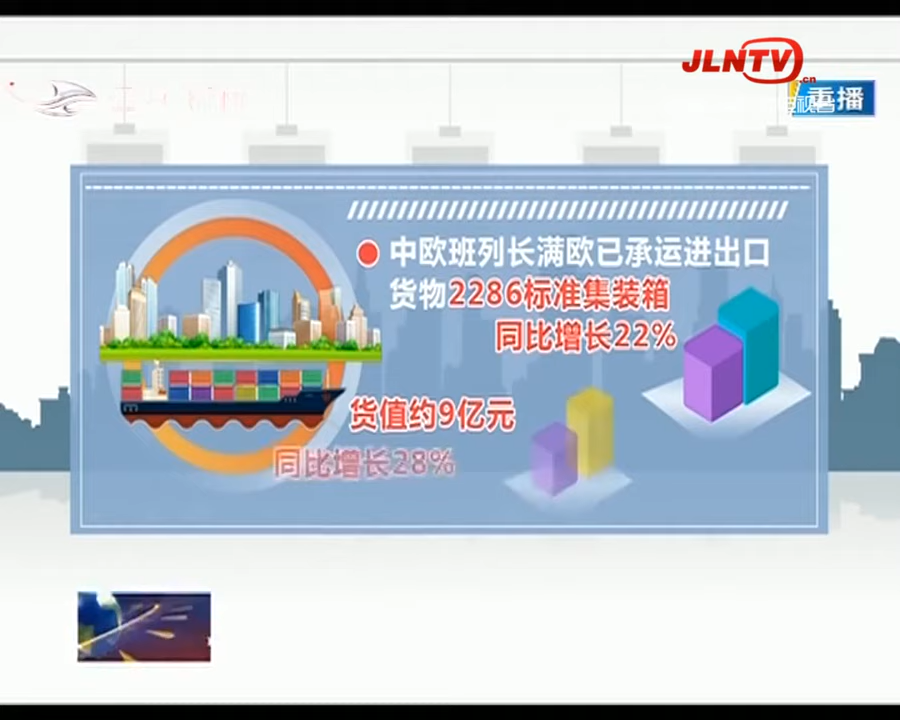 JLNTV
.cn
重播
中欧班列长满欧已承运进出口
货物2286标准集装箱
同比增长22%
货值约9亿元
同比增长28%